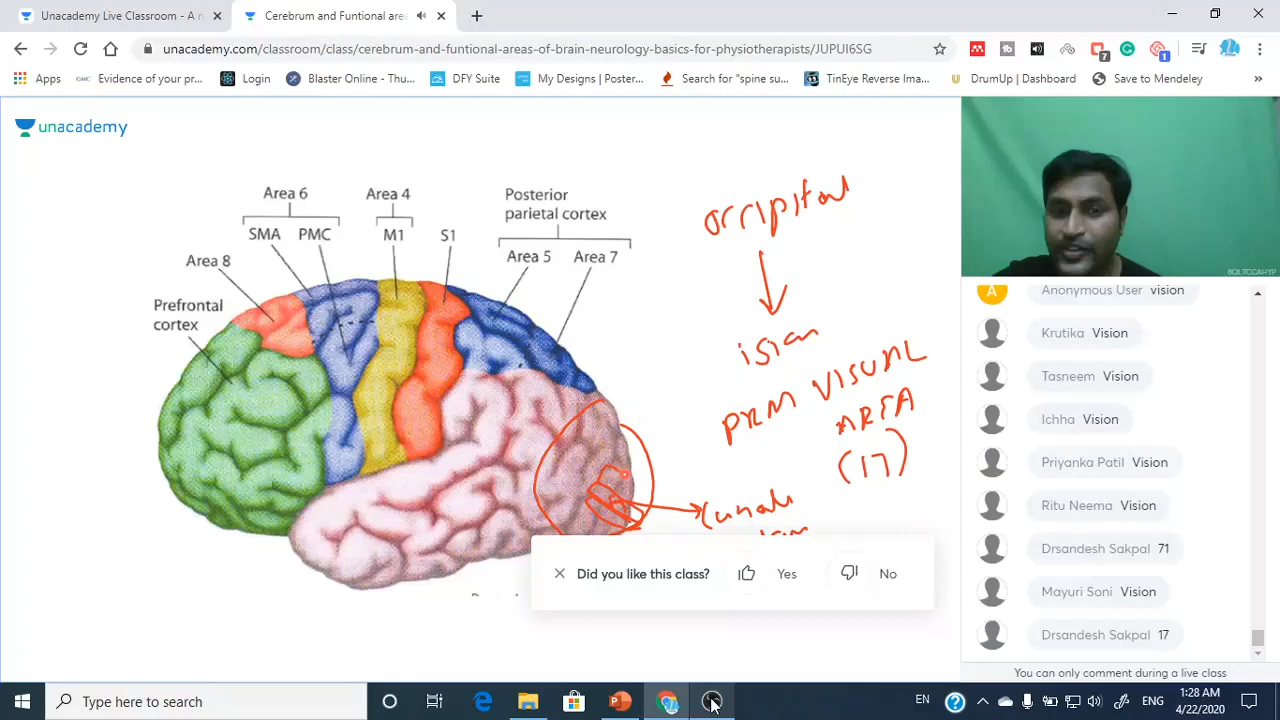 Unacademy Live Classroom - A n
Cerebrum and Funtional area
unacademy.com/classroom/class/cerebrum-and-funtional-areas-of-brain-neurology-basics-for-physiotherapists/JUPUI6SG
7
1
Apps
GMC Evidence of your pr...
Login
Blaster Online - Thu...
DFY Suite
My Designs | Poster...
Search for "spine su...
TinEye Reverse Ima...
DrumUp | Dashboard
Save to Mendeley
unacademy
Area 6
Area 4
Posterior
parietal cortex
SMA PMC
M1
S1
Area 5
Area 7
Area 8
Prefrontal
cortex
PRM VISUAL
AREA
(17)
8QLTCCAHYP
A
Anonymous User vision
Krutika Vision
Tasneem Vision
Ichha Vision
Priyanka Patil Vision
Ritu Neema Vision
Drsandesh Sakpal 71
Mayuri Soni Vision
Drsandesh Sakpal 17
You can only comment during a live class
Did you like this class?
Yes
No
Type here to search
EN
ENG
1:28 AM
4/22/2020